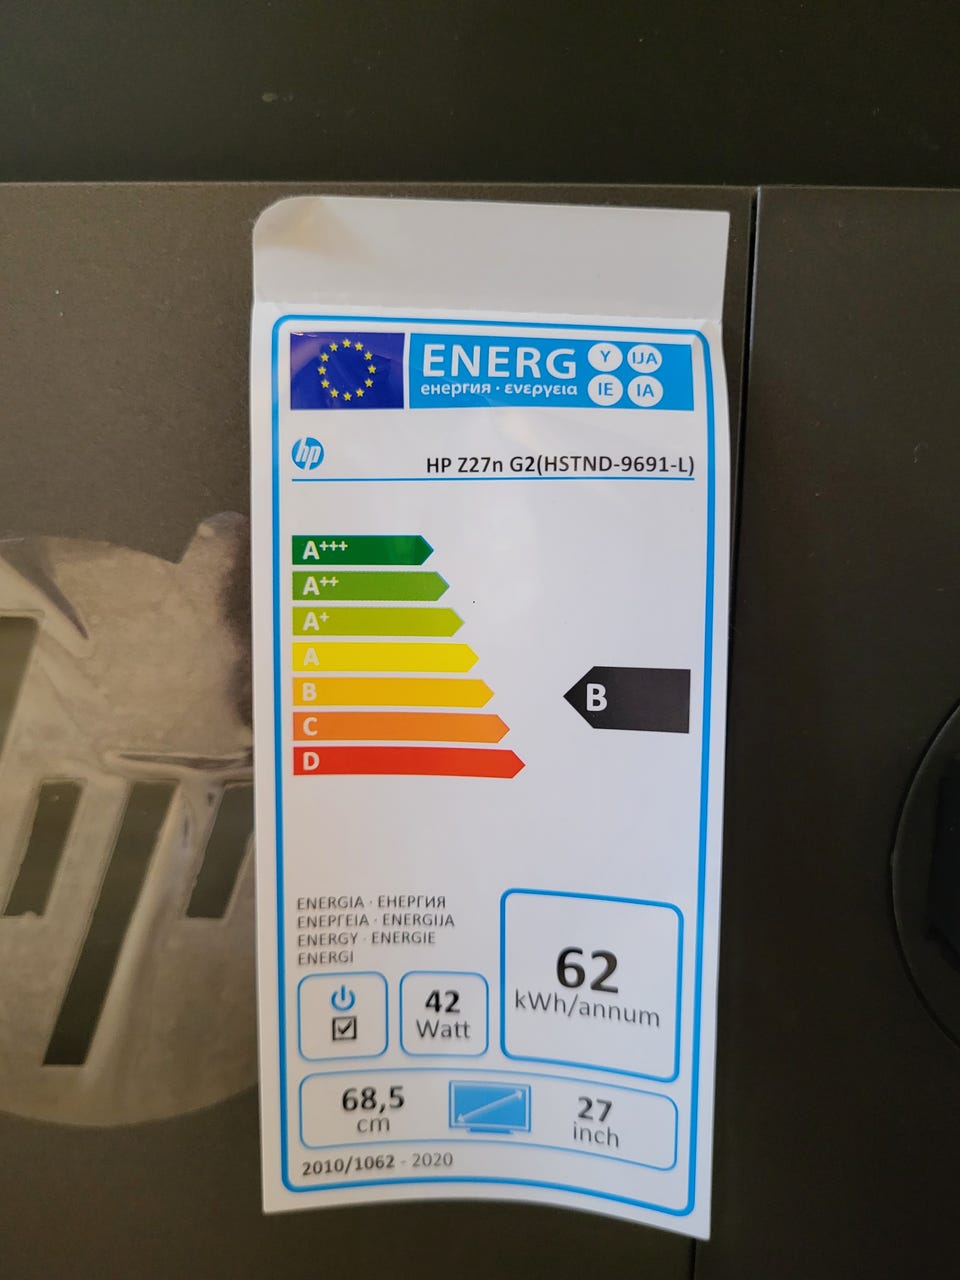 ENERG Y IJA
енергия · ενεργεια IE IA
hp
HP Z27n G2(HSTND-9691-L)
A+++
A++
A+
A
B
B
C
D
ENERGIA · ЕНЕРГИЯ
ΕΝΕΡΓΕΙΑ · ENERGIJA
ENERGY · ENERGIE
ENERGI
62
kWh/annum
42
Watt
68,5
cm
27
inch
2010/1062 - 2020